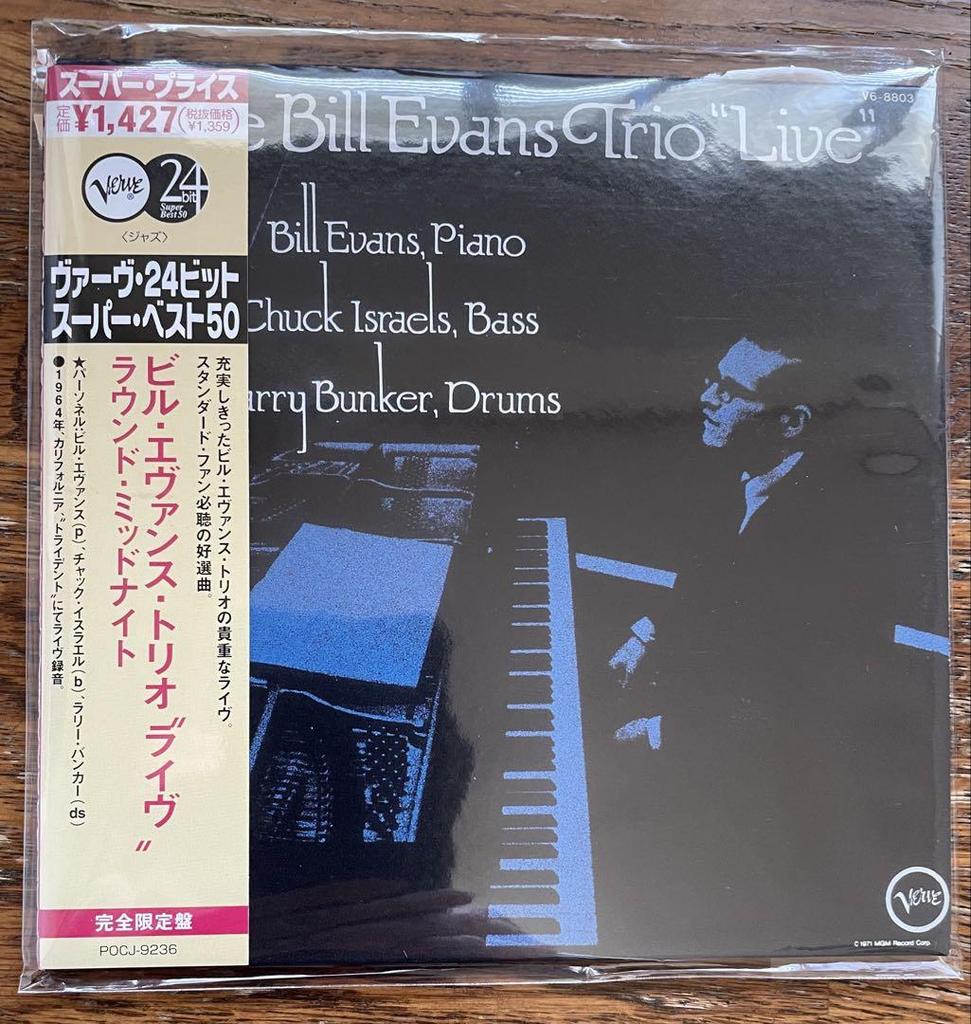 スーパー・プライス
定価 ¥1,427(税抜価格 ¥1,359)
Verve
24bit
Super
Best 50
〈ジャズ〉
ヴァーヴ・24ビット
スーパー・ベスト50
充実しきったビル・エヴァンス・トリオの貴重なライヴ。
スタンダード・ファン必聴の好選曲。
ビル・エヴァンス・トリオ〝ライヴ〟
ラウンド・ミッドナイト
★パーソネル:ビル・エヴァンス(p)、チャック・イスラエル(b)、ラリー・バンカー(ds)
●1964年、カリフォルニア、〝トライデント〟にてライヴ録音。
完全限定盤
POCJ-9236
V6-8803
e Bill Evans Trio "Live"
Bill Evans, Piano
Chuck Israels, Bass
arry Bunker, Drums
Verve
© 1971 MGM Record Corp.